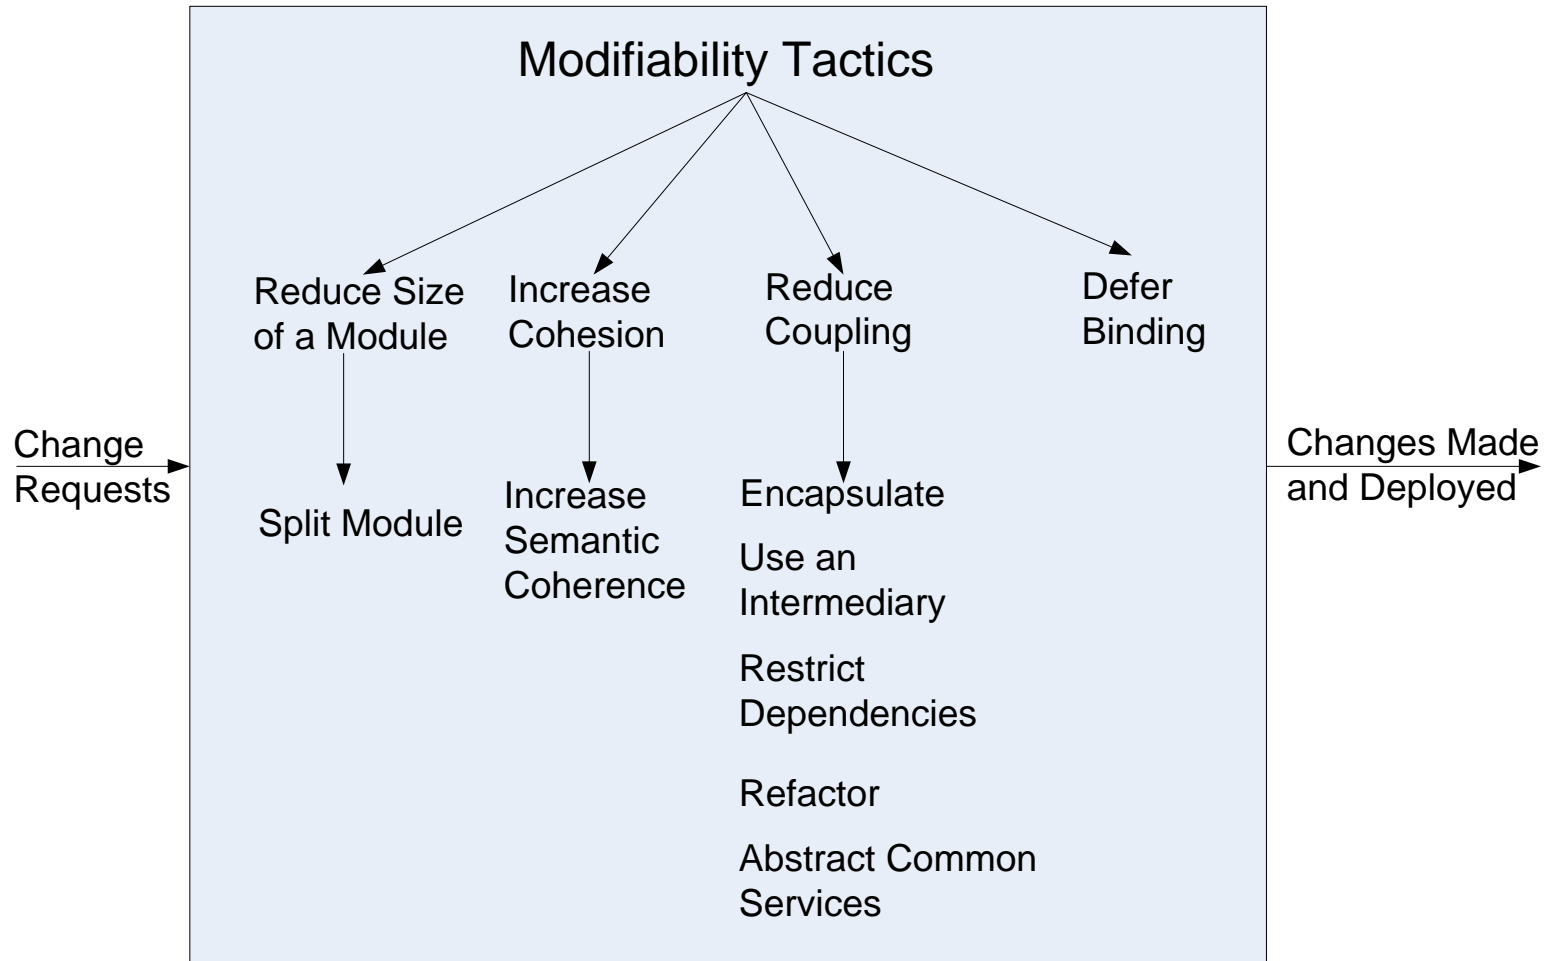 Modifiability Tactics
Reduce Size
of a Module
Increase
Cohesion
Reduce
Coupling
Defer
Binding
Change
Requests
Changes Made
and Deployed
Split Module
Increase
Semantic
Coherence
Encapsulate
Use an
Intermediary
Restrict
Dependencies
Refactor
Abstract Common
Services